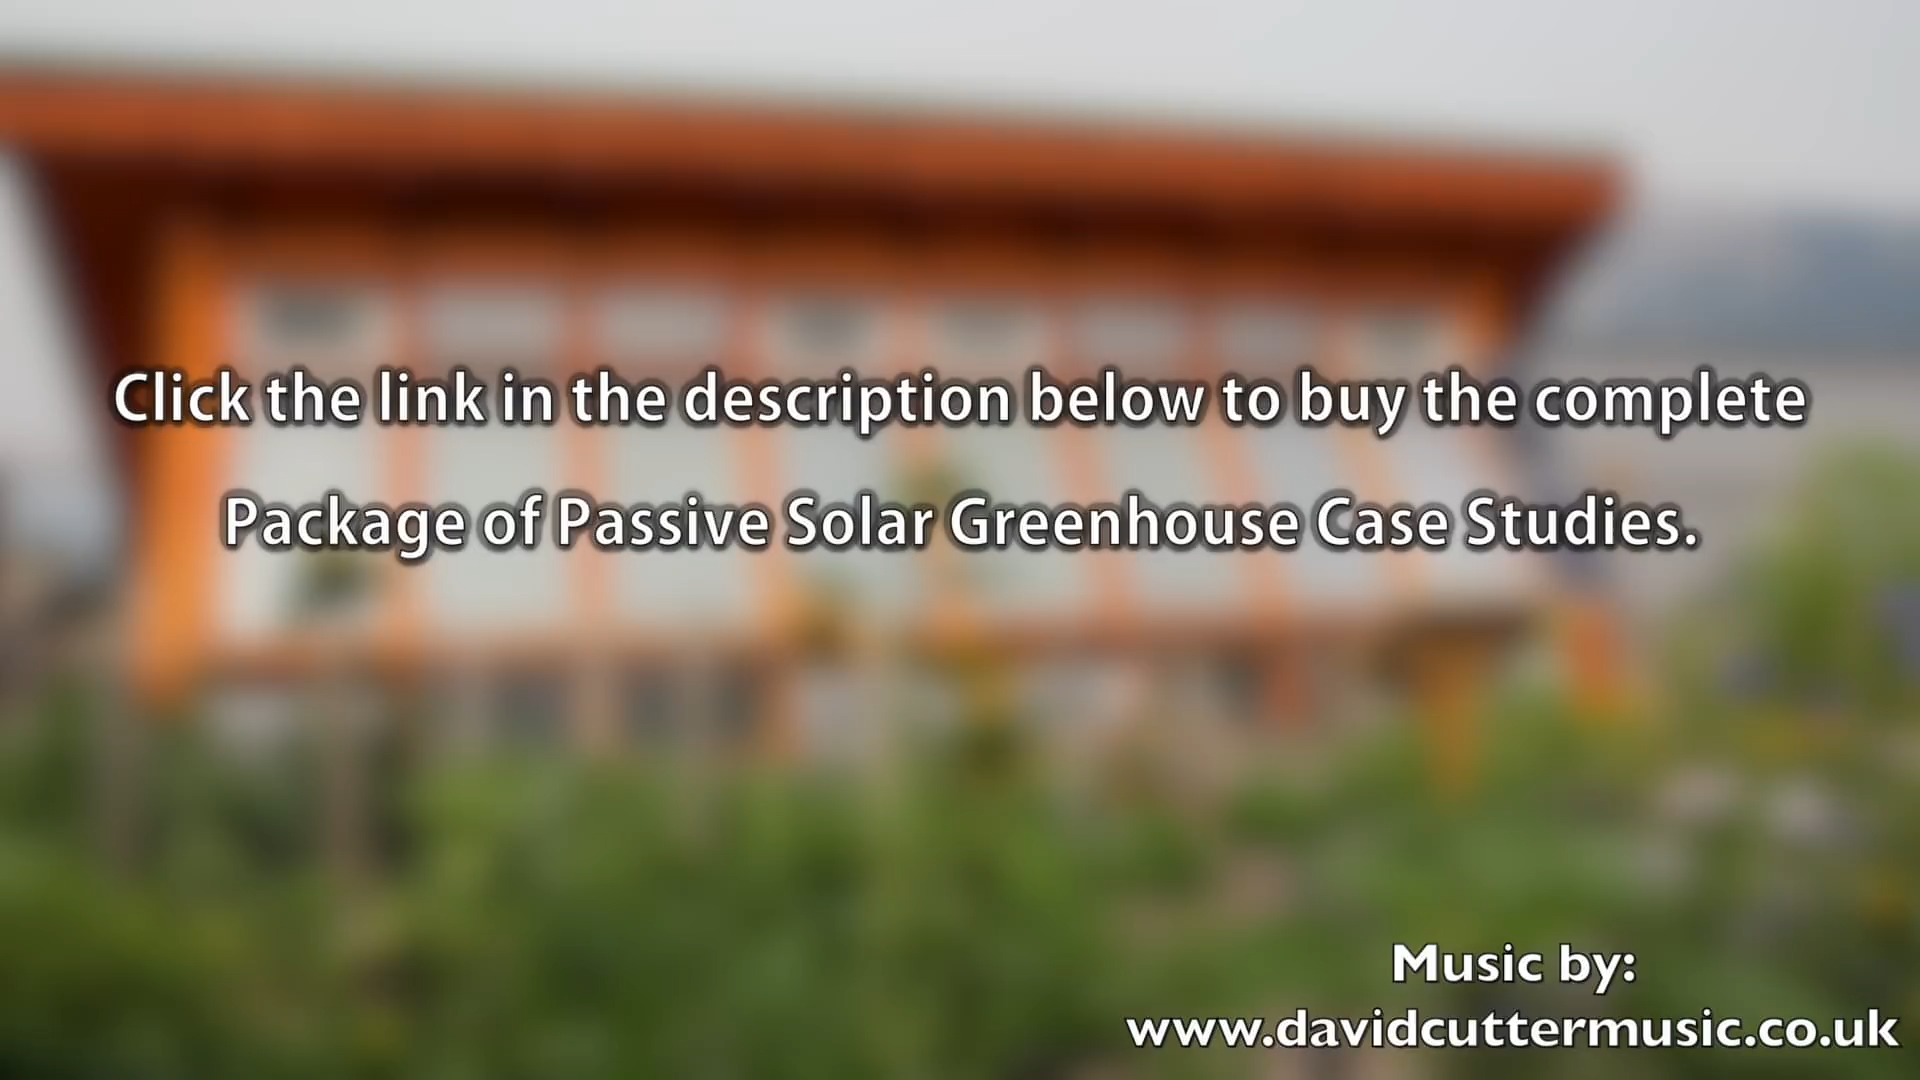 Click the link in the description below to buy the complete
Package of Passive Solar Greenhouse Case Studies.
Music by:
www.davidcuttermusic.co.uk